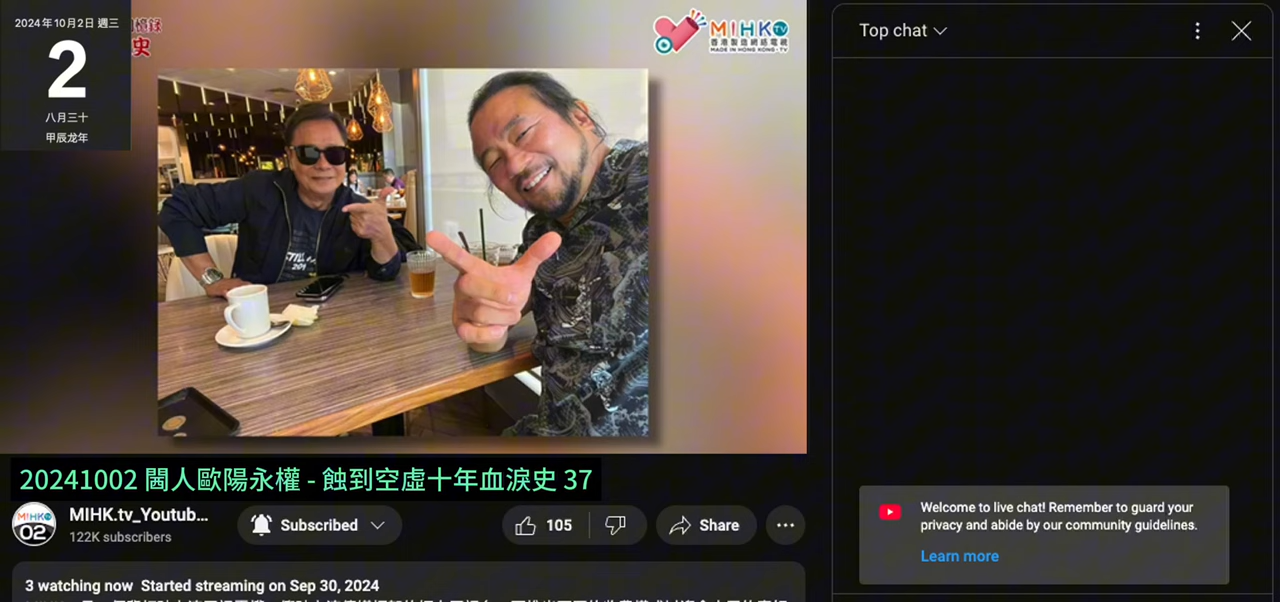 2024年10月2日 週三
2
八月三十
甲辰龙年
史
MIHK TV
香港製造網絡電視
MADE IN HONG KONG • TV
Top chat
20241002 閪人歐陽永權 - 蝕到空虛十年血淚史 37
MIHK
02
MIHK.tv_Youtub...
122K subscribers
Subscribed
105
Share
3 watching now Started streaming on Sep 30, 2024
Welcome to live chat! Remember to guard your
privacy and abide by our community guidelines.
Learn more